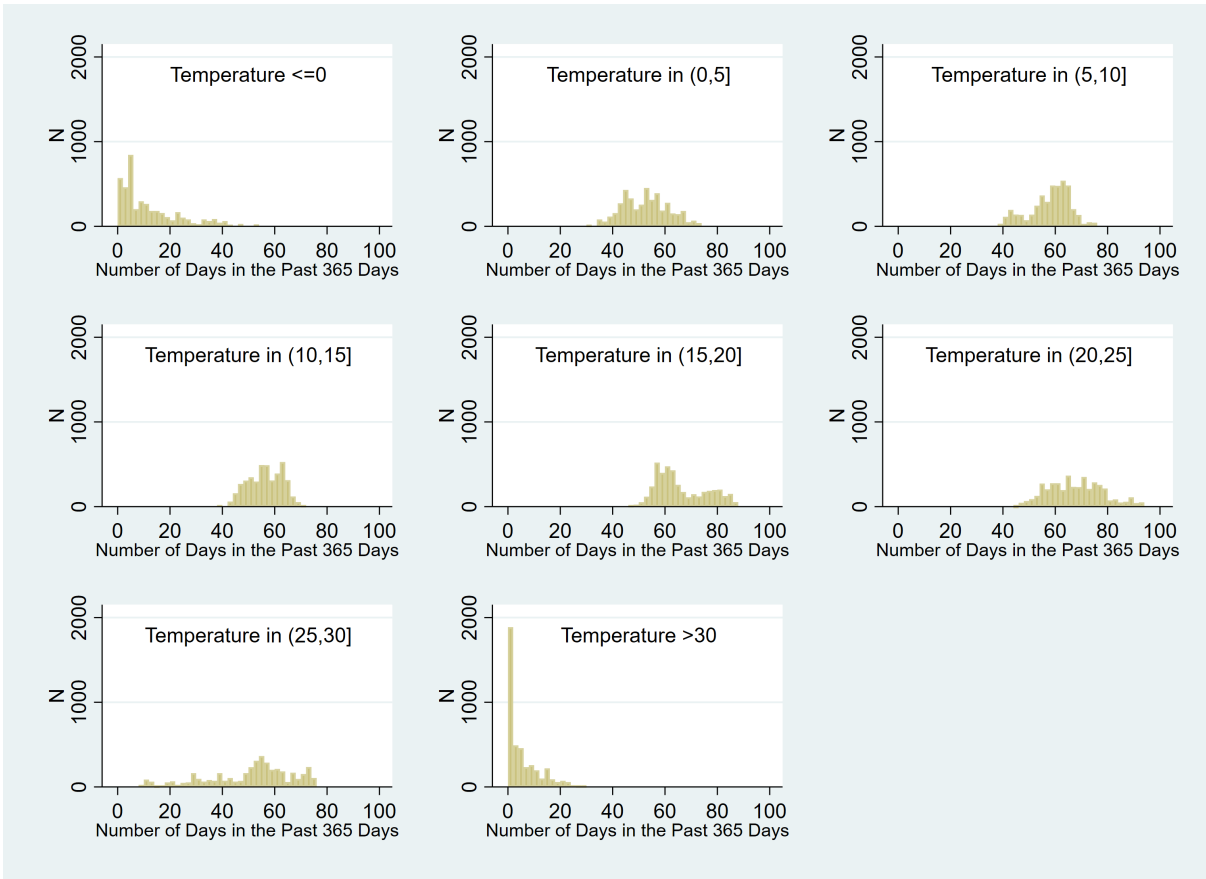 Temperature <=0
N
2000
1000
0
0 20 40 60 80 100
Number of Days in the Past 365 Days
Temperature in (0,5]
N
2000
1000
0
0 20 40 60 80 100
Number of Days in the Past 365 Days
Temperature in (5,10]
N
2000
1000
0
0 20 40 60 80 100
Number of Days in the Past 365 Days
Temperature in (10,15]
N
2000
1000
0
0 20 40 60 80 100
Number of Days in the Past 365 Days
Temperature in (15,20]
N
2000
1000
0
0 20 40 60 80 100
Number of Days in the Past 365 Days
Temperature in (20,25]
N
2000
1000
0
0 20 40 60 80 100
Number of Days in the Past 365 Days
Temperature in (25,30]
N
2000
1000
0
0 20 40 60 80 100
Number of Days in the Past 365 Days
Temperature >30
N
2000
1000
0
0 20 40 60 80 100
Number of Days in the Past 365 Days